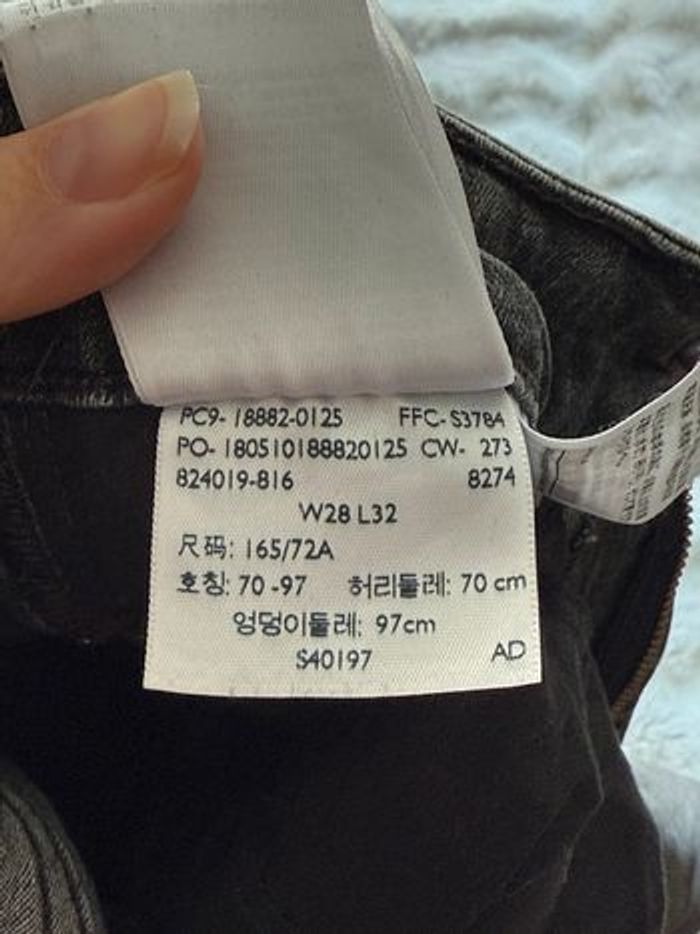 PC9- 18882-0125 FFC- S3784
PO- 180510188820125 CW- 273
824019-816 8274
W28 L32
尺码: 165/72A
호칭: 70 -97 허리둘레: 70 cm
엉덩이둘레: 97cm
S40197 AD